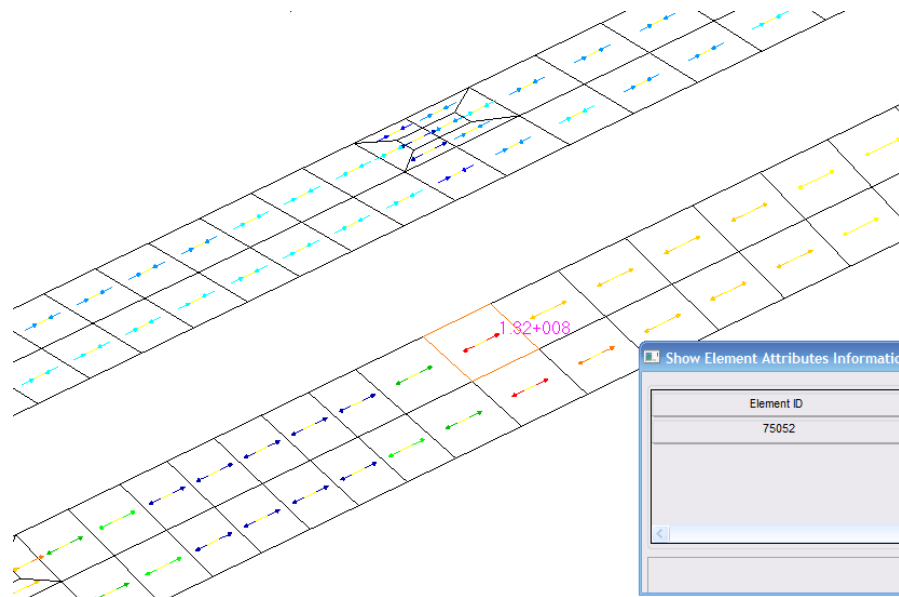 1.32+008
Show Element Attributes Informatio
Element ID
75052